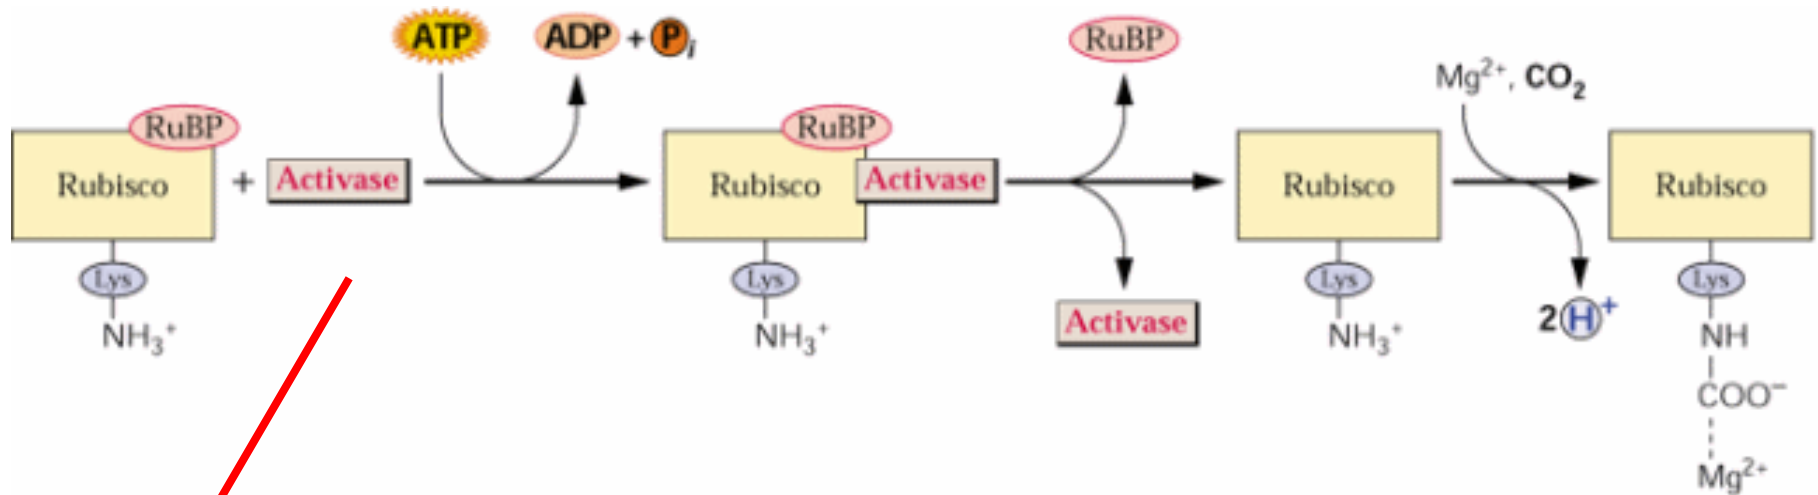 ATP
ADP + Pi
RuBP
Mg²⁺, CO₂
RuBP
RuBP
Rubisco
+
Activase
Rubisco
Activase
Rubisco
Rubisco
Lys
Lys
Lys
Lys
NH₃⁺
NH₃⁺
Activase
NH₃⁺
2H⁺
NH
COO⁻
Mg²⁺